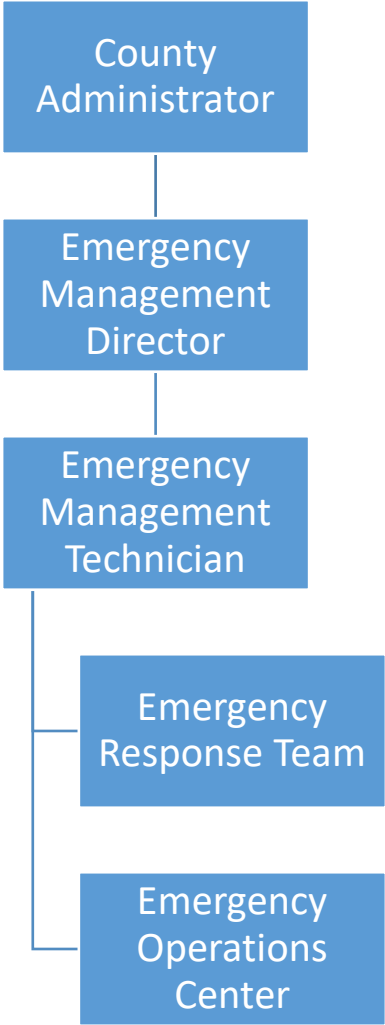 County
Administrator
Emergency
Management
Director
Emergency
Management
Technician
Emergency
Response Team
Emergency
Operations
Center